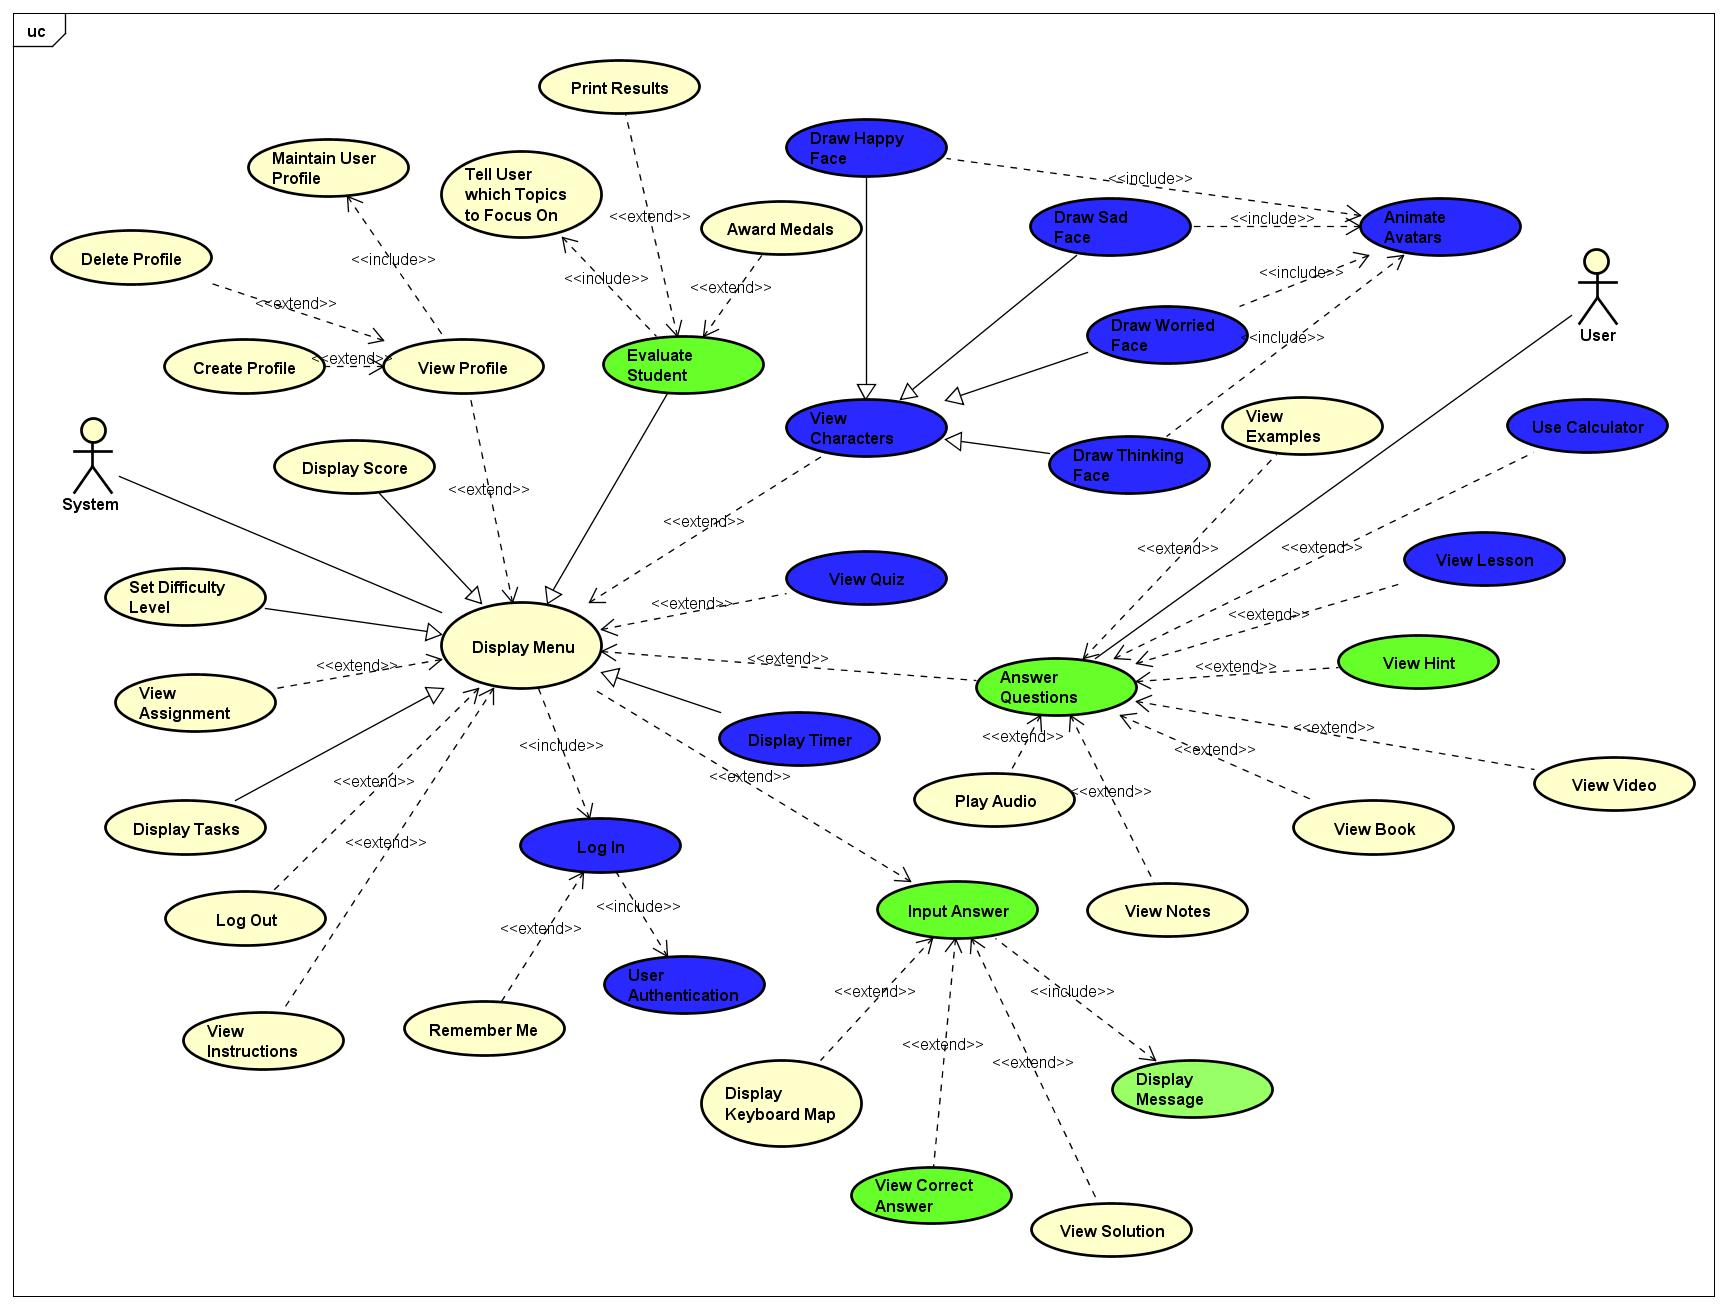 uc
Print Results
Draw Happy
Face
Maintain User
Profile
Tell User
which Topics
to Focus On
<<include>>
<<extend>>
Award Medals
Draw Sad
Face
<<include>>
Animate
Avatars
Delete Profile
<<include>>
<<include>>
<<extend>>
<<include>>
<<extend>>
Draw Worried
Face
<<include>>
User
Create Profile
<<extend>>
View Profile
Evaluate
Student
View
Characters
View
Examples
Use Calculator
Draw Thinking
Face
System
Display Score
<<extend>>
<<extend>>
<<extend>>
<<extend>>
View Lesson
Set Difficulty
Level
View Quiz
<<extend>>
<<extend>>
Display Menu
<<extend>>
<<extend>>
<<extend>>
View Hint
Answer
Questions
View
Assignment
Display Timer
<<include>>
<<extend>>
<<extend>>
<<extend>>
<<extend>>
<<extend>>
<<extend>>
View Video
Play Audio
Display Tasks
<<extend>>
Log In
View Book
Log Out
<<include>>
<<extend>>
Input Answer
View Notes
User
Authentication
<<extend>>
<<include>>
View
Instructions
Remember Me
<<extend>>
<<extend>>
Display
Keyboard Map
Display
Message
View Correct
Answer
View Solution